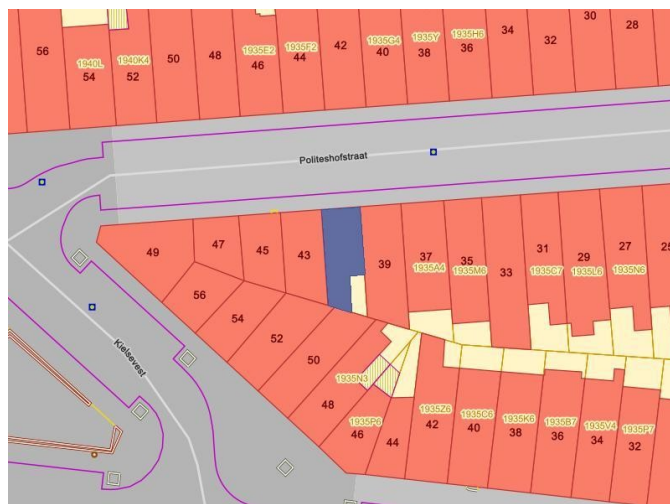 56
1940L
54
1940K4
52
50
48
1935E2
46
1935F2
44
42
1935G4
40
1935Y
38
1935H6
36
34
32
30
28
Politeshofstraat
49
47
45
43
39
37
1935A4
35
1935M6
33
31
1935C7
29
1935L6
27
1935N6
25
56
54
52
50
48
1935N3
1935P6
46
44
1935Z6
42
1935C6
40
1935K6
38
1935B7
36
1935V4
34
1935P7
32
Kielsevest